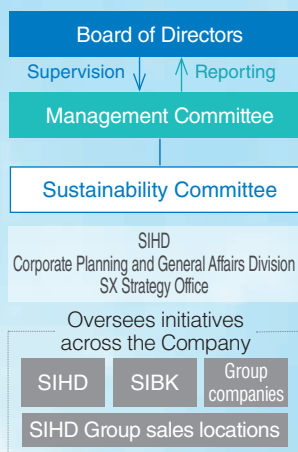 Board of Directors
Supervision Reporting
Management Committee
Sustainability Committee
SIHD
Corporate Planning and General Affairs Division
SX Strategy Office
Oversees initiatives
across the Company
SIHD SIBK Group
companies
SIHD Group sales locations